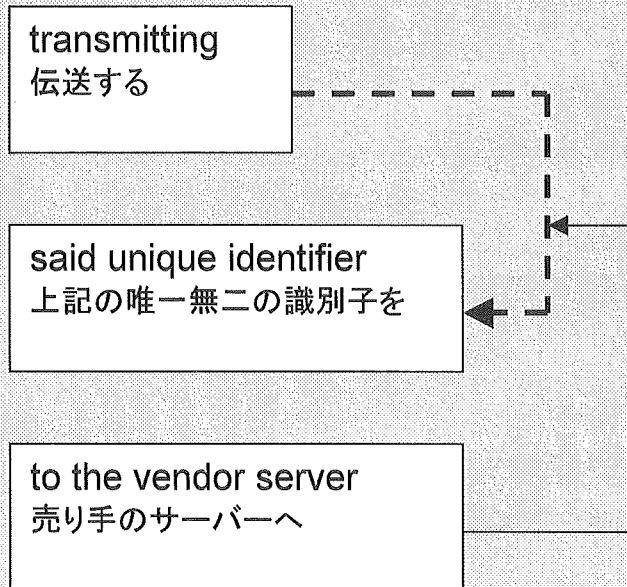 transmitting
伝送する
said unique identifier
上記の唯一無二の識別子を
to the vendor server
売り手のサーバーへ